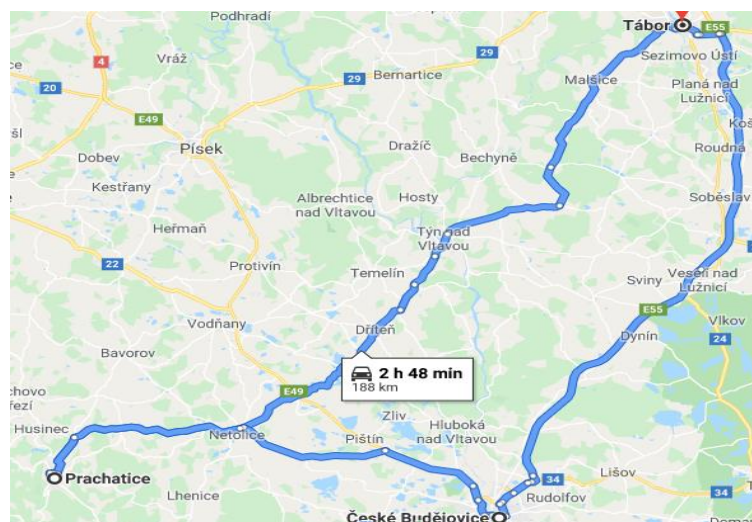 Podhradí
Tábor
E55
Vráž
4
29
Sezimovo Ústí
Bernartice
Malšice
20
29
Planá nad
Lužnicí
E49
Písek
Dražíč
Bechyně
Roudná
Dobev
Kestřany
Albrechtice
nad Vltavou
Hosty
Soběslav
Heřmaň
Týn nad
Vltavou
22
Protivín
Temelín
Sviny
Veselí nad
Lužnicí
E55
Vlkov
Vodňany
Dříteň
Dynín
24
Bavorov
2 h 48 min
188 km
E49
Zliv
Husinec
Netolice
Pištín
Hluboká
nad Vltavou
Prachatice
34
Lišov
34
Lhenice
Rudolfov
České Budějovice